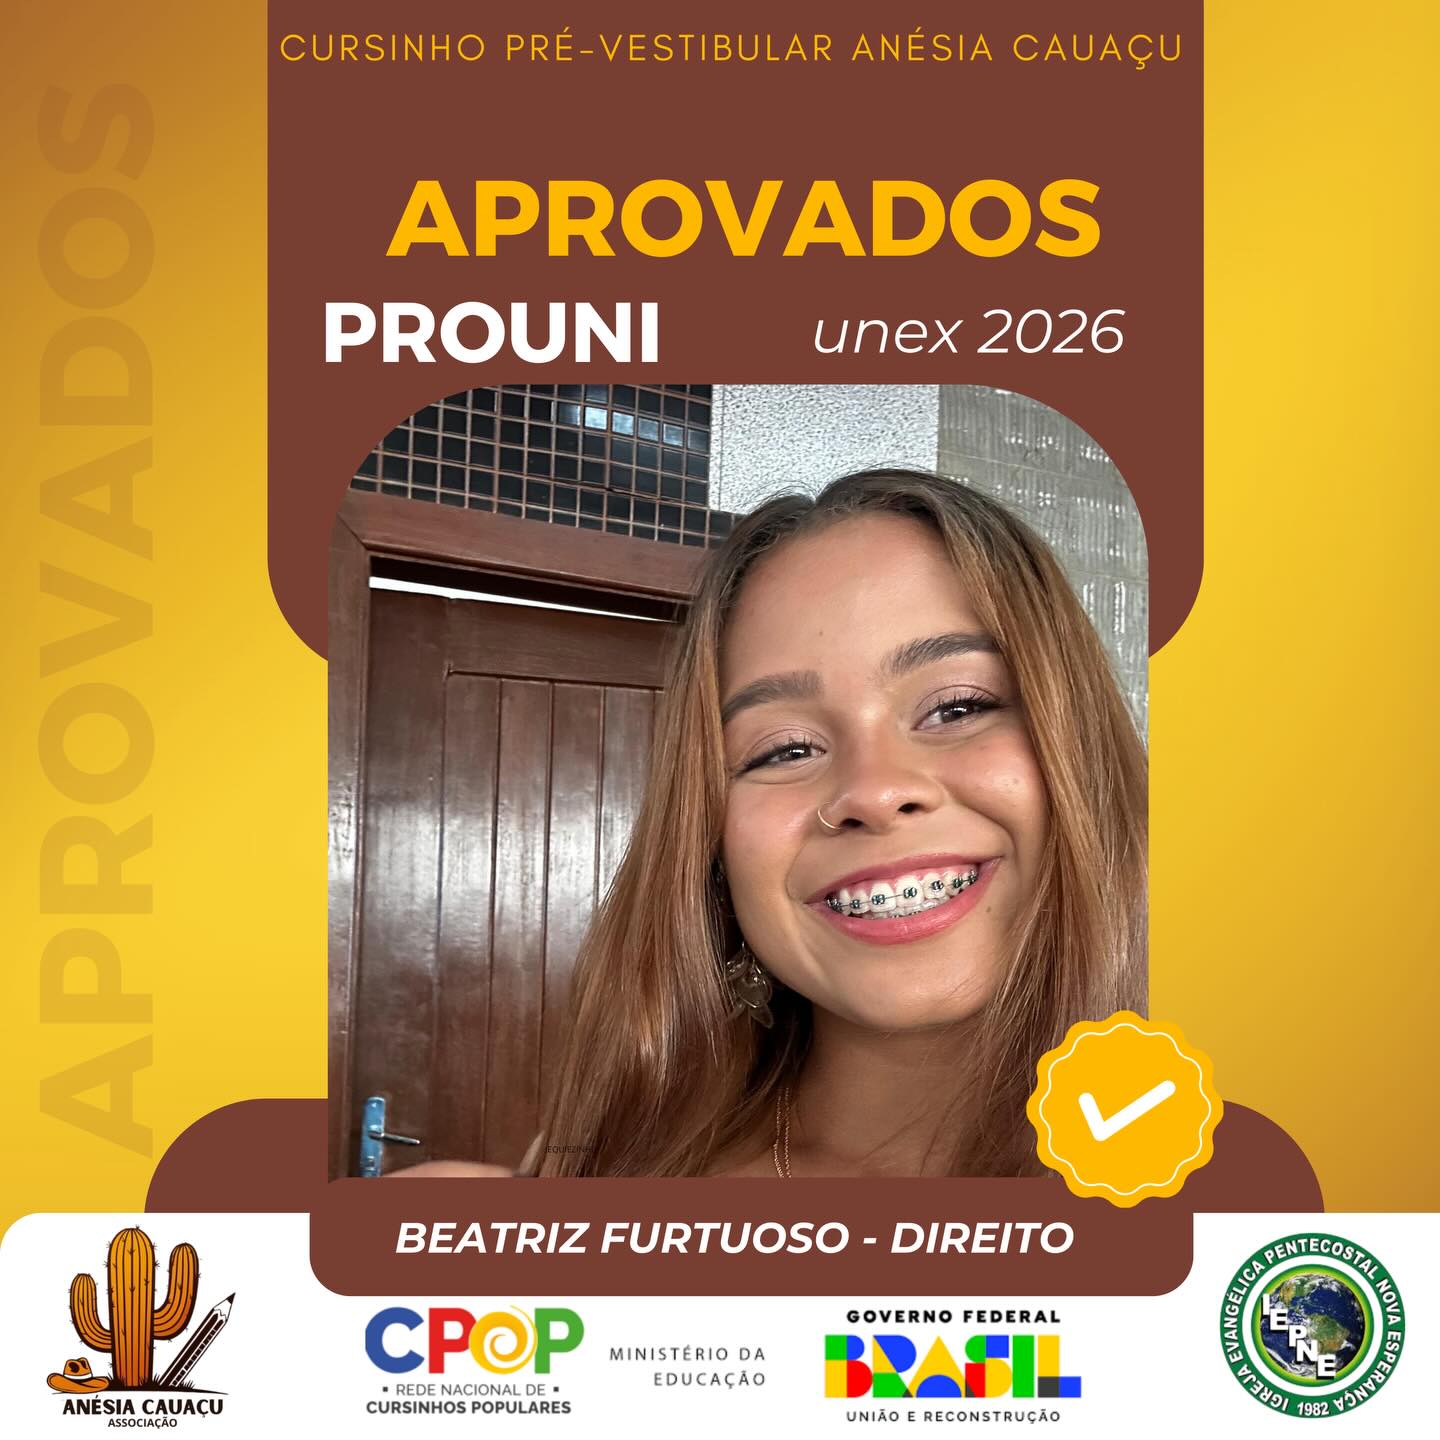 CURSINHO PRÉ-VESTIBULAR ANÉSIA CAUAÇU
APROVADOS
APROVADOS
PROUNI unex 2026
BEATRIZ FURTUOSO - DIREITO
ANÉSIA CAUAÇU
ASSOCIAÇÃO
CPOP
• REDE NACIONAL DE •
CURSINHOS POPULARES
MINISTÉRIO DA
EDUCAÇÃO
GOVERNO FEDERAL
BRASIL
UNIÃO E RECONSTRUÇÃO
IGREJA EVANGÉLICA PENTECOSTAL NOVA ESPERANÇA
IEPNE
1982